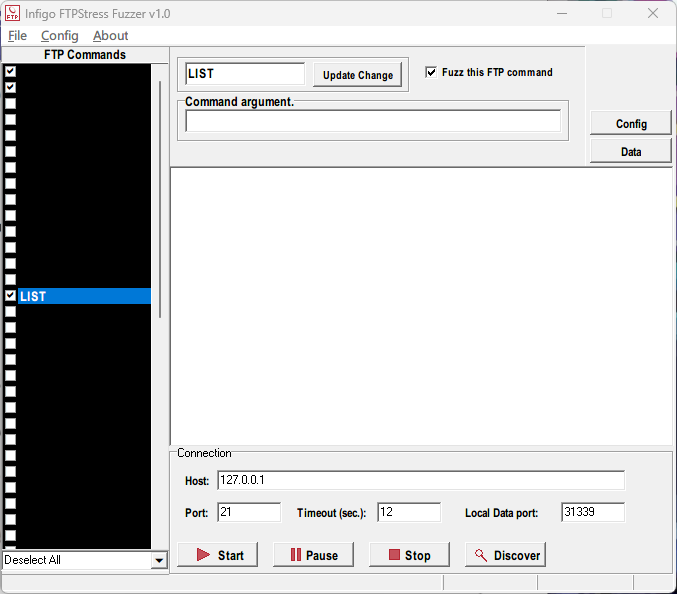 FTP
Infigo FTPStress Fuzzer v1.0
File Config About
FTP Commands
LIST
LIST
Update Change
Fuzz this FTP command
Command argument.
Config
Data
Connection
Host: 127.0.0.1
Port: 21 Timeout (sec.): 12 Local Data port: 31339
Start Pause Stop Discover
Deselect All